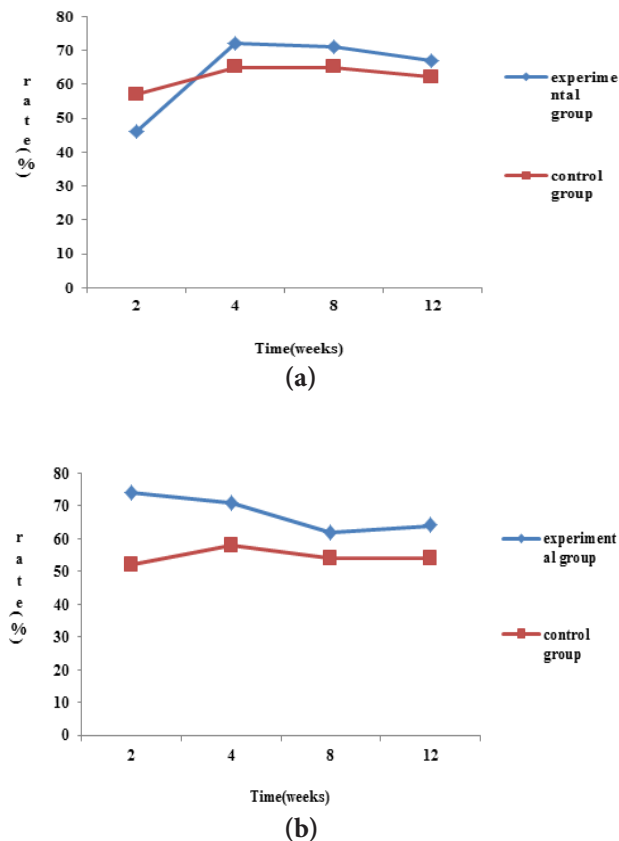 80
70
60
50
40
30
20
10
0
rate(%)
2 4 8 12
Time(weeks)
experime
ntal
group
control
group
(a)
80
70
60
50
40
30
20
10
0
rate(%)
2 4 8 12
Time(weeks)
experiment
al group
control
group
(b)